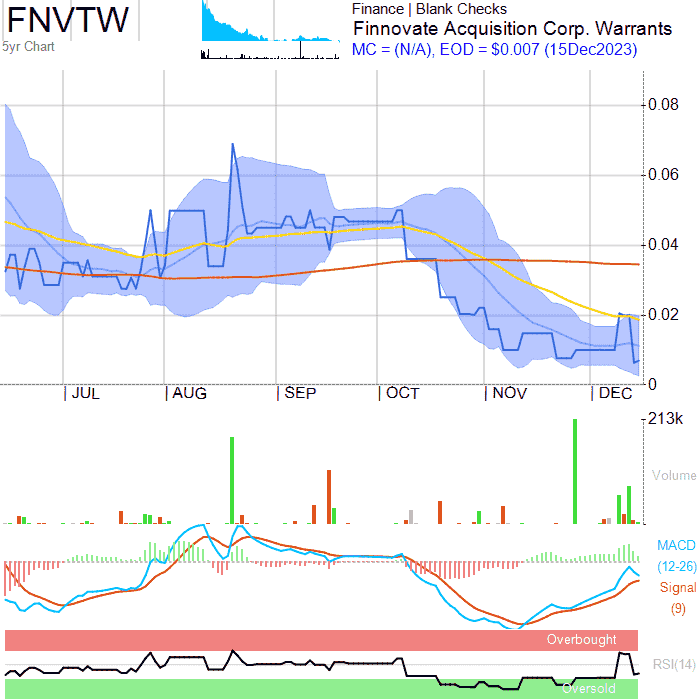 FNVTW
5yr Chart
Finance | Blank Checks
Finnovate Acquisition Corp. Warrants
MC = (N/A), EOD = $0.007 (15Dec2023)
0.08
0.06
0.04
0.02
0
JUL AUG SEP OCT NOV DEC
213k
Volume
MACD
(12-26)
Signal
(9)
Overbought
RSI(14)
Oversold